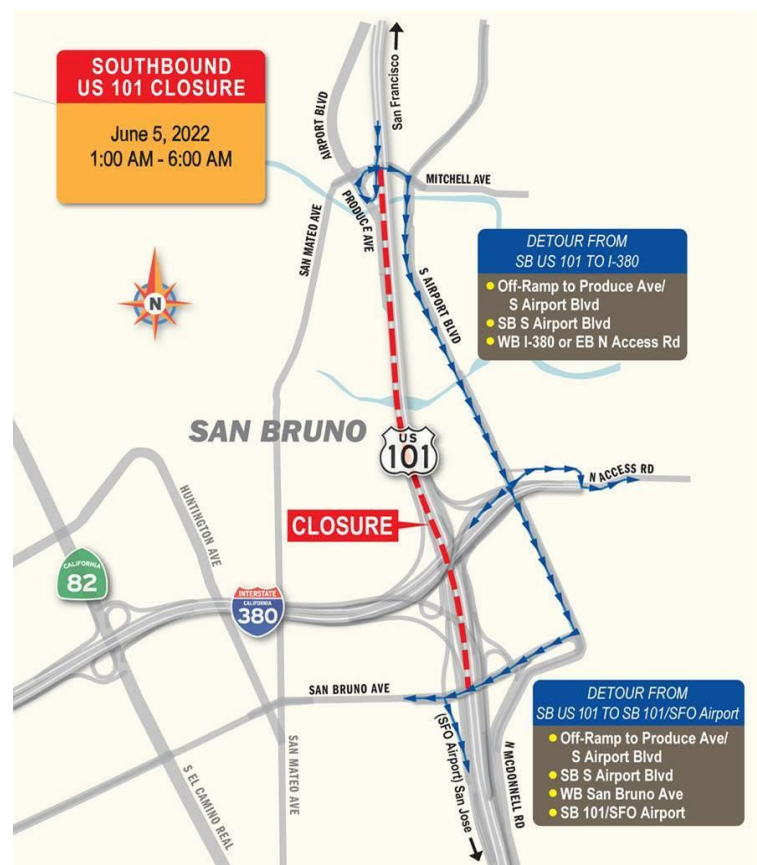 SOUTHBOUND
US 101 CLOSURE
June 5, 2022
1:00 AM - 6:00 AM
San Francisco
AIRPORT BLVD
MITCHELL AVE
PRODUCE AVE
SAN MATEO AVE
N
S AIRPORT BLVD
DETOUR FROM
SB US 101 TO I-380
Off-Ramp to Produce Ave/
S Airport Blvd
SB S Airport Blvd
WB I-380 or EB N Access Rd
SAN BRUNO
US
101
N ACCESS RD
HUNTINGTON AVE
CLOSURE
CALIFORNIA
82
INTERSTATE
CALIFORNIA
380
SAN BRUNO AVE
DETOUR FROM
SB US 101 TO SB 101/SFO Airport
Off-Ramp to Produce Ave/
S Airport Blvd
SB S Airport Blvd
WB San Bruno Ave
SB 101/SFO Airport
(SFO Airport) San Jose
N MCDONNELL RD
SAN MATEO AVE
S EL CAMINO REAL